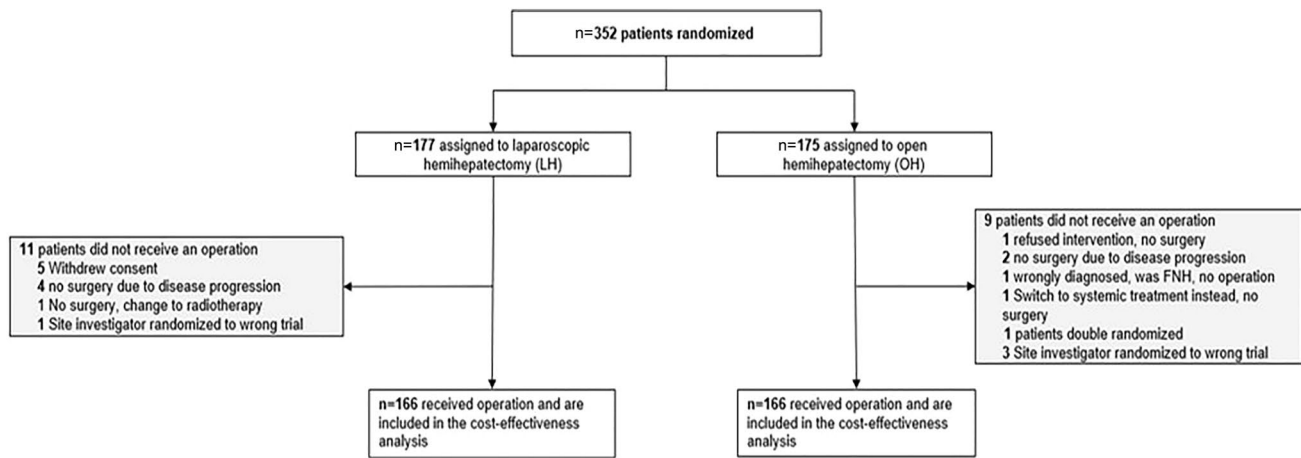 n=352 patients randomized
n=177 assigned to laparoscopic
hemihepatectomy (LH)
n=175 assigned to open
hemihepatectomy (OH)
11 patients did not receive an operation
5 Withdrew consent
4 no surgery due to disease progression
1 No surgery, change to radiotherapy
1 Site investigator randomized to wrong trial
9 patients did not receive an operation
1 refused intervention, no surgery
2 no surgery due to disease progression
1 wrongly diagnosed, was FNH, no operation
1 Switch to systemic treatment instead, no
surgery
1 patients double randomized
3 Site investigator randomized to wrong trial
n=166 received operation and are
included in the cost-effectiveness
analysis
n=166 received operation and are
included in the cost-effectiveness
analysis